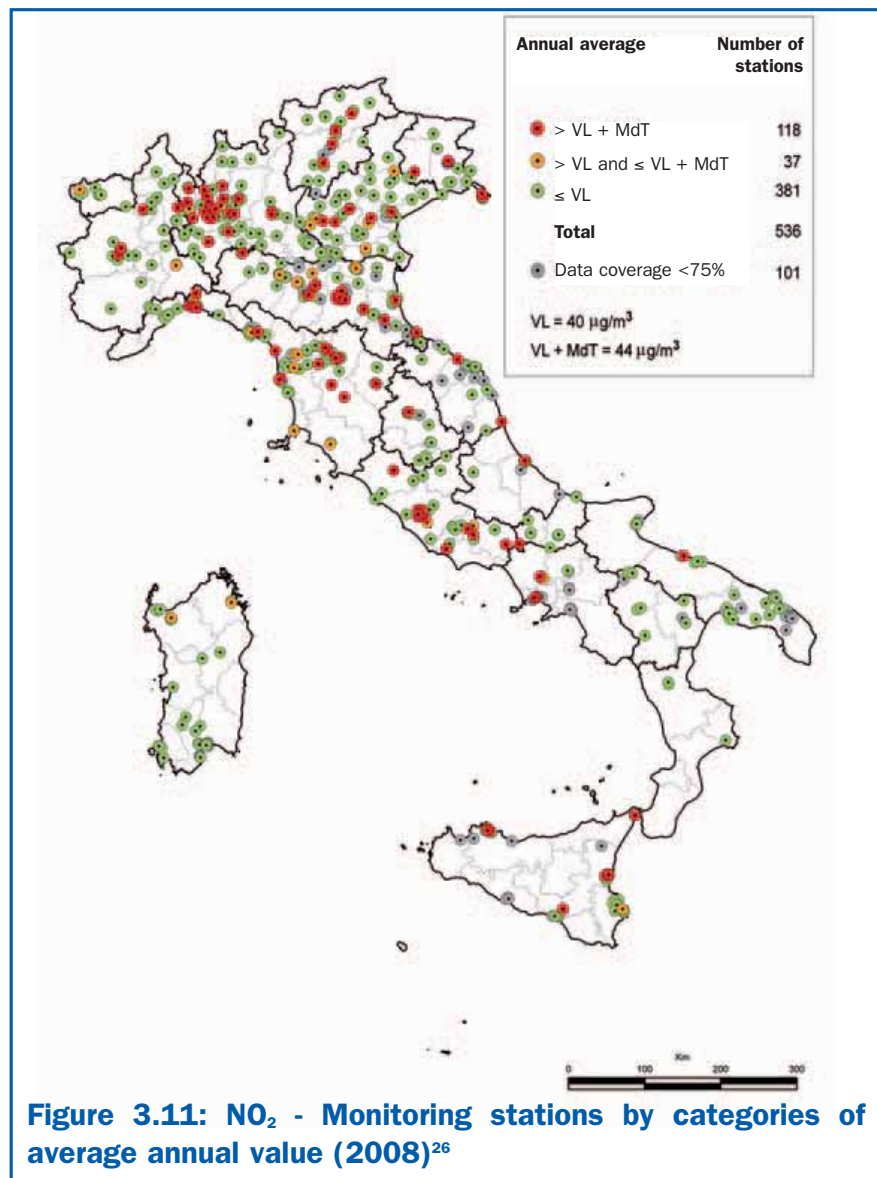 Annual average Number of
stations
> VL + MdT 118
> VL and ≤ VL + MdT 37
≤ VL 381
Total 536
Data coverage <75% 101
VL = 40 µg/m³
VL + MdT = 44 µg/m³
Km
0 100 200 300
Figure 3.11: NO₂ - Monitoring stations by categories of
average annual value (2008)²⁶